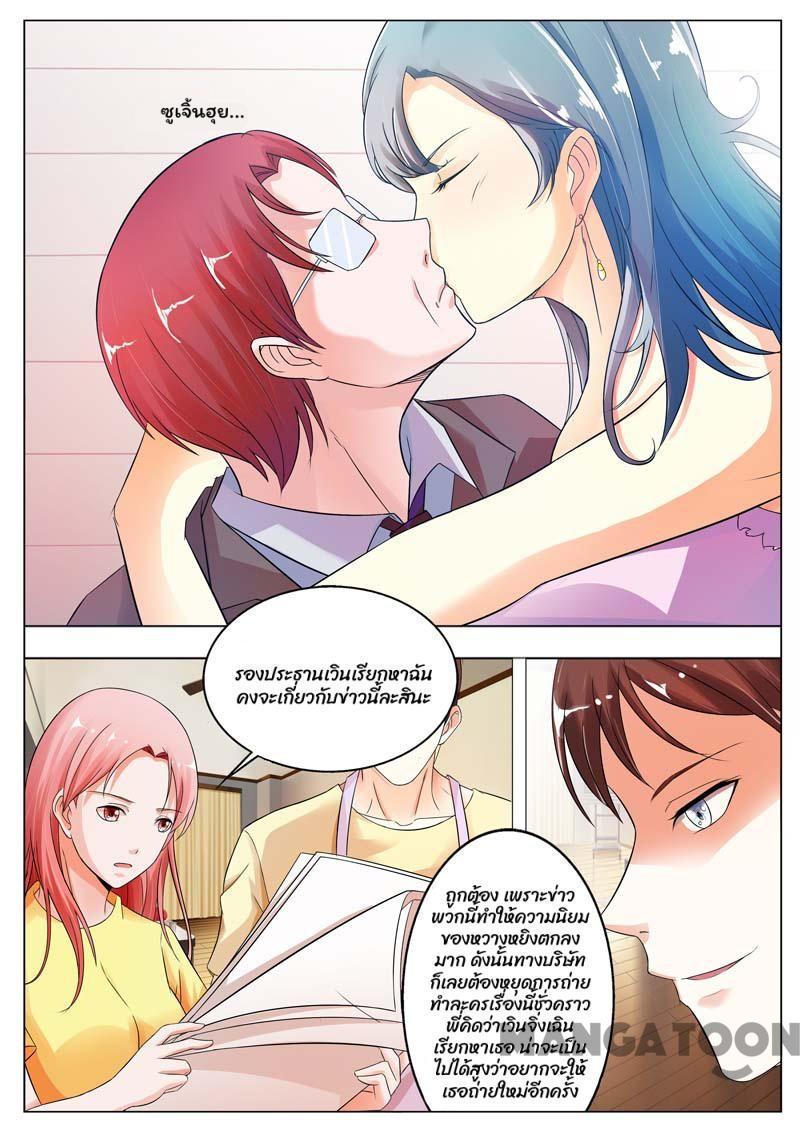 ซูเจิ้นฮุย...
รองประธานเวินเรียกหาฉัน
คงจะเกี่ยวกับข่าวนี้ละสินะ
ถูกต้อง เพราะข่าว
พวกนี้ทำให้ความนิยม
ของหวางหยิงตกลง
มาก ดังนั้นทางบริษัท
ก็เลยต้องหยุดการถ่าย
ทำละครเรื่องนี้ชั่วคราว
พี่คิดว่าเวินจิ่งเฉิน
เรียกหาเธอ น่าจะเป็น
ไปได้สูงว่าอยากจะให้
เธอถ่ายใหม่อีกครั้ง
MANGATOON